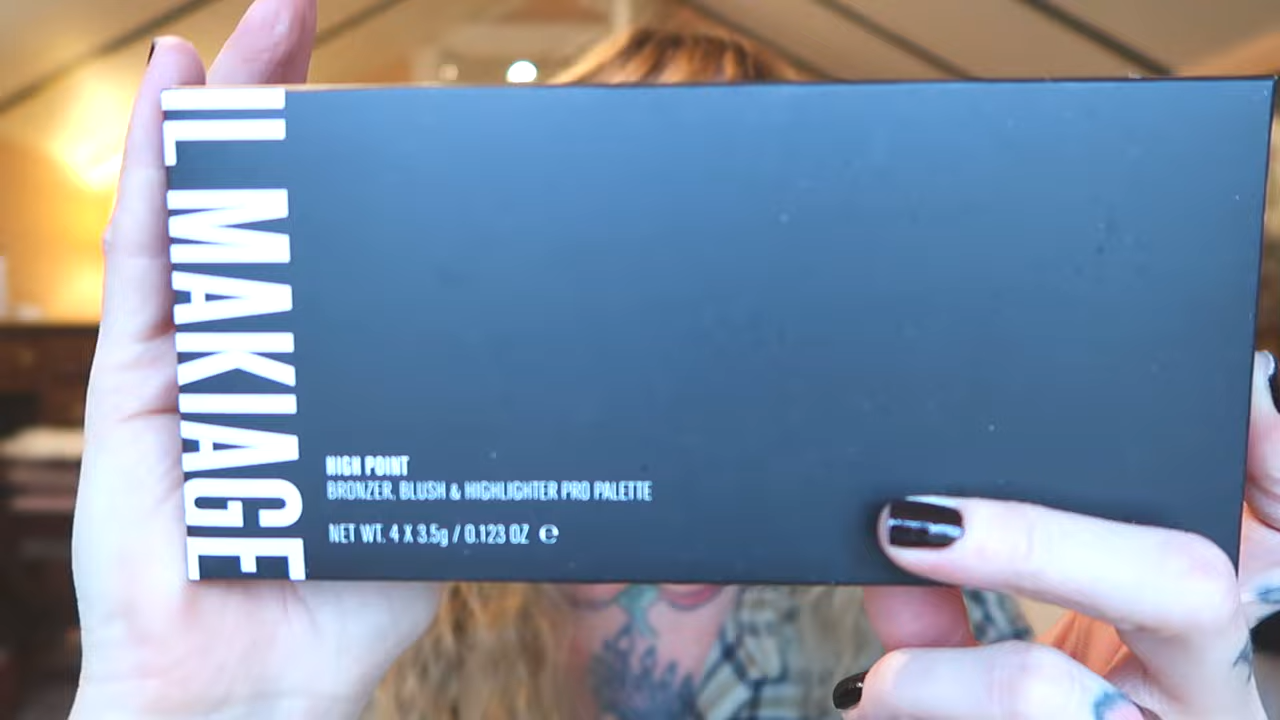 IL MAKIAGE
HIGH POINT
BRONZER, BLUSH & HIGHLIGHTER PRO PALETTE
NET WT. 4 X 3.5g / 0.123 OZ ℮